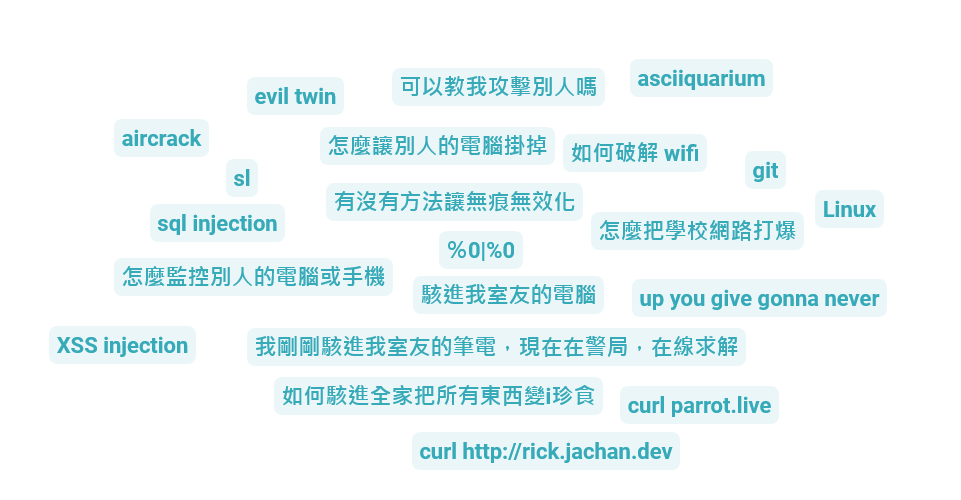 asciiquarium
可以教我攻擊別人嗎
evil twin
aircrack
怎麼讓別人的電腦掛掉
如何破解 wifi
git
sl
有沒有方法讓無痕無效化
Linux
sql injection
怎麼把學校網路打爆
%0|%0
怎麼監控別人的電腦或手機
駭進我室友的電腦
up you give gonna never
XSS injection
我剛剛駭進我室友的筆電，現在在警局，在線求解
如何駭進全家把所有東西變i珍食
curl parrot.live
curl http://rick.jachan.dev